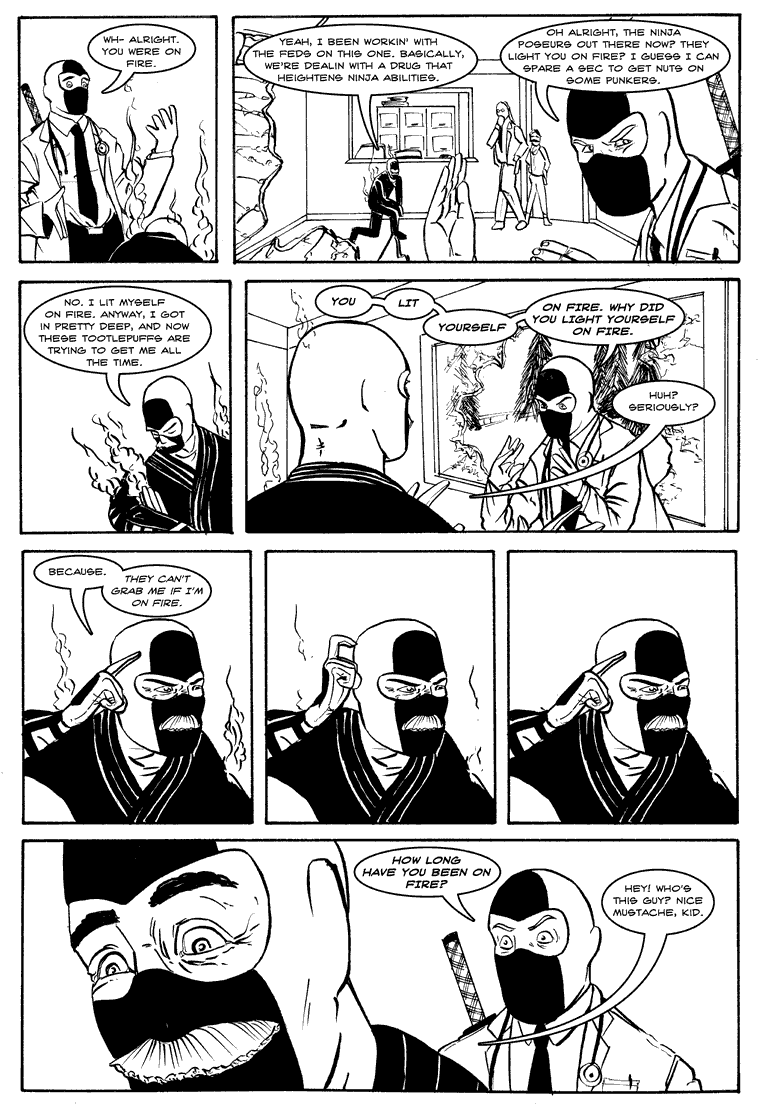 WH- ALRIGHT.
YOU WERE ON
FIRE.
YEAH, I BEEN WORKIN' WITH
THE FEDS ON THIS ONE. BASICALLY,
WE'RE DEALIN WITH A DRUG THAT
HEIGHTENS NINJA ABILITIES.
OH ALRIGHT, THE NINJA
POSEURS OUT THERE NOW? THEY
LIGHT YOU ON FIRE? I GUESS I CAN
SPARE A SEC TO GET NUTS ON
SOME PUNKERS.
NO. I LIT MYSELF
ON FIRE. ANYWAY, I GOT
IN PRETTY DEEP, AND NOW
THESE TOOTLEPUFFS ARE
TRYING TO GET ME ALL
THE TIME.
YOU
LIT
YOURSELF
ON FIRE. WHY DID
YOU LIGHT YOURSELF
ON FIRE.
HUH?
SERIOUSLY?
BECAUSE.
THEY CAN'T
GRAB ME IF I'M
ON FIRE.
HOW LONG
HAVE YOU BEEN ON
FIRE?
HEY! WHO'S
THIS GUY? NICE
MUSTACHE, KID.